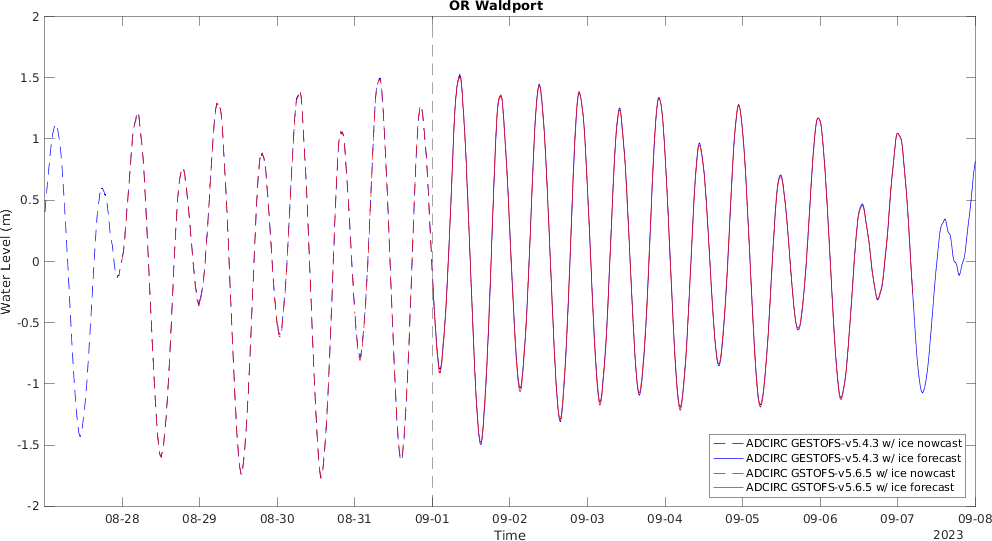 OR Waldport
2
1.5
1
0.5
0
-0.5
-1
-1.5
-2
Water Level (m)
08-28 08-29 08-30 08-31 09-01 09-02 09-03 09-04 09-05 09-06 09-07 09-08
Time
2023
ADCIRC GESTOFS-v5.4.3 w/ ice nowcast
ADCIRC GESTOFS-v5.4.3 w/ ice forecast
ADCIRC GSTOFS-v5.6.5 w/ ice nowcast
ADCIRC GSTOFS-v5.6.5 w/ ice forecast